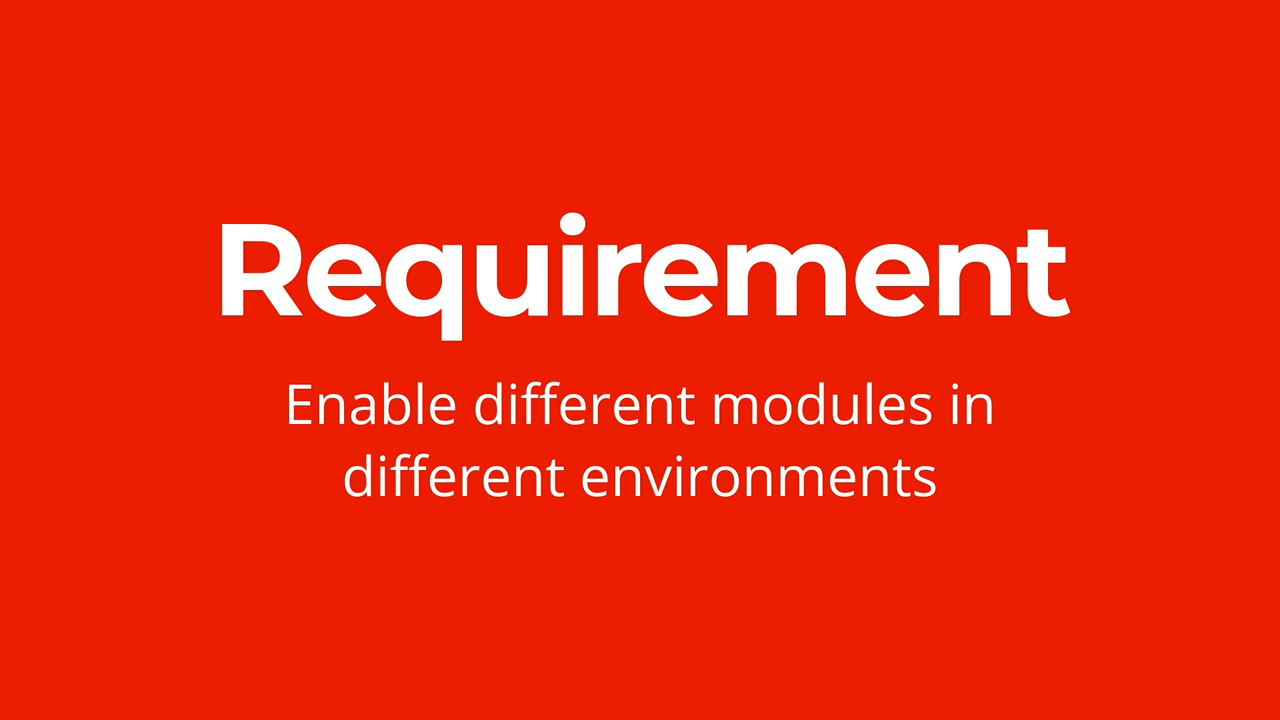 Requirement
Enable different modules in
different environments